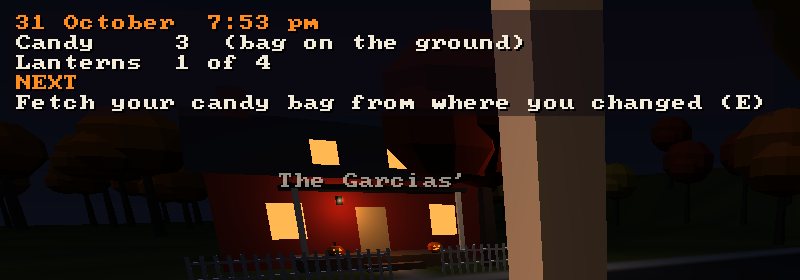 31 October 7:53 pm
Candy 3 (bag on the ground)
Lanterns 1 of 4
NEXT
Fetch your candy bag from where you changed (E)
The Garcias'